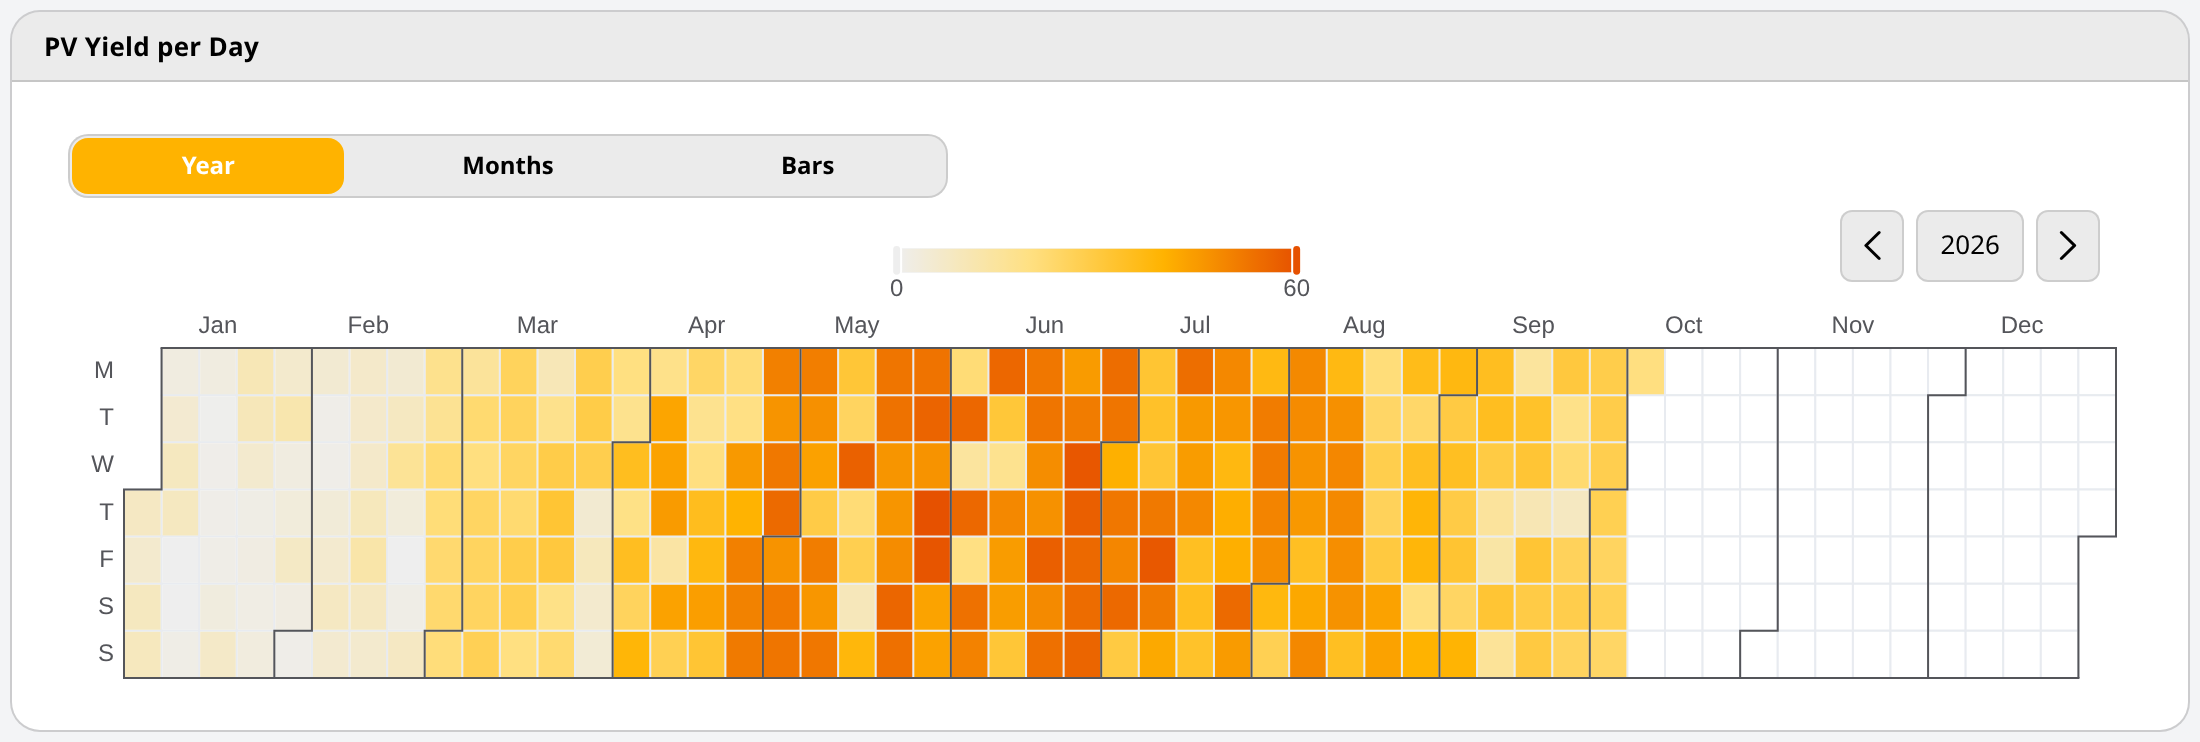 PV Yield per Day
Year Months Bars
2026
0 60
Jan Feb Mar Apr May Jun Jul Aug Sep Oct Nov Dec
M
T
W
T
F
S
S